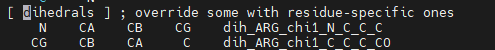 [ dihedrals ] ; override some with residue-specific ones
N CA CB CG dih_ARG_chi1_N_C_C_C
CG CB CA C dih_ARG_chi1_C_C_C_CO